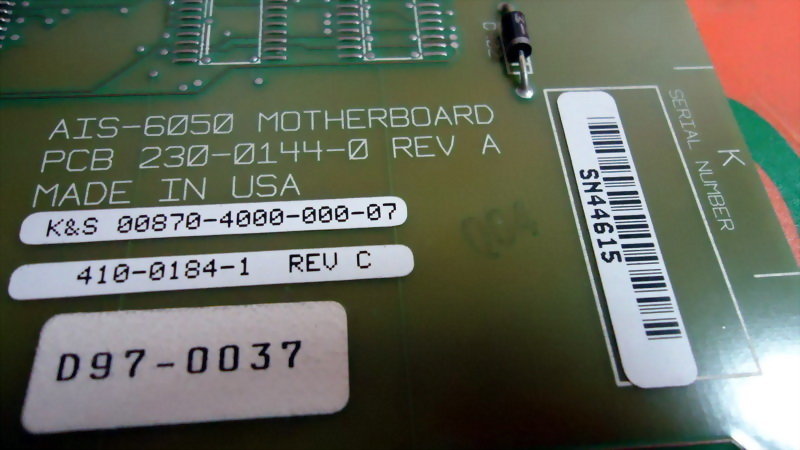 AIS-6050 MOTHERBOARD
PCB 230-0144-0 REV A
MADE IN USA
K&S 00870-4000-000-07
410-0184-1 REV C
D97-0037
SN44615
SERIAL NUMBER
K